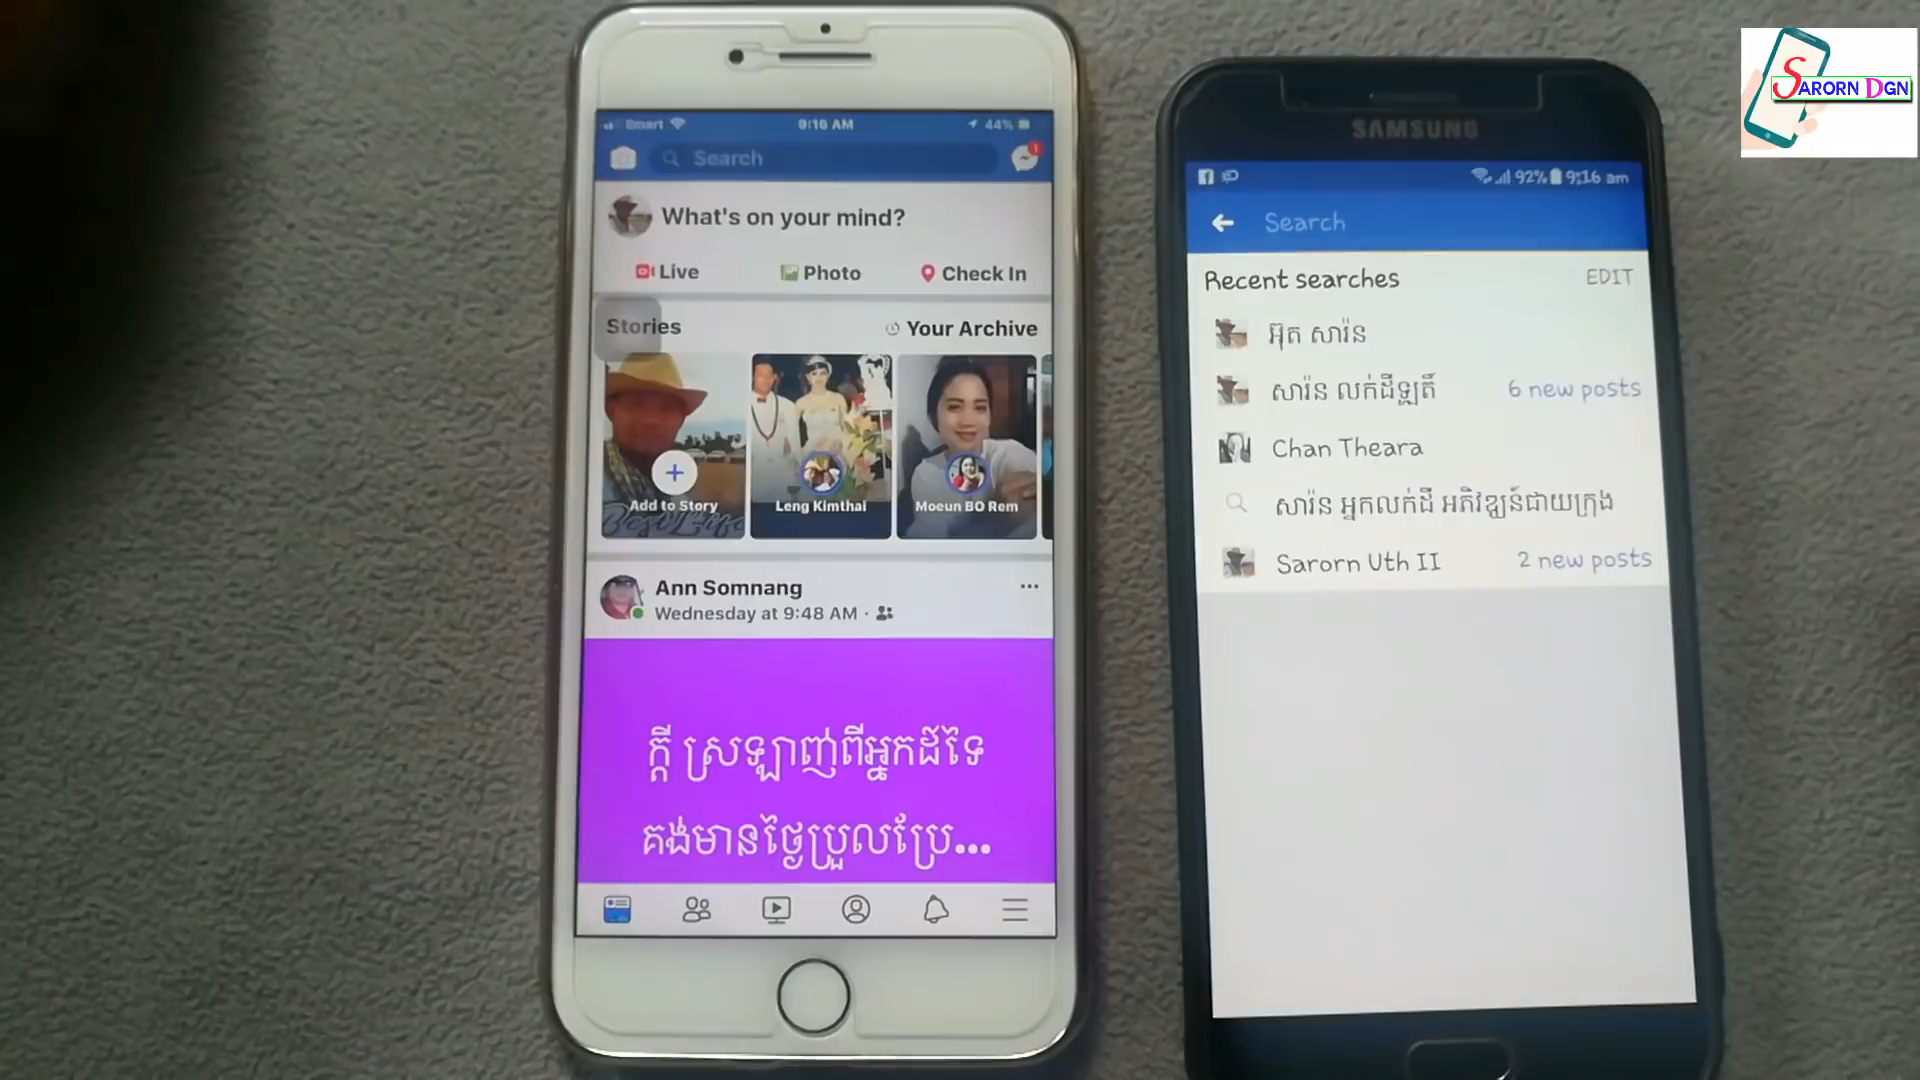 Smart
9:16 AM
44%
Search
1
What's on your mind?
Live
Photo
Check In
Stories
Your Archive
Add to Story
Leng Kimthai
Moeun BO Rem
Best Life
Ann Somnang
Wednesday at 9:48 AM ·
ក្ដី ស្រឡាញ់ពីអ្នកដ៍ទៃ
គង់មានថ្ងៃប្រួលប្រែ...
SAMSUNG
92% 9:16 am
Search
Recent searches
EDIT
អ៊ុត សារ៉ន
សារ៉ន លក់ដីឡូត៍
6 new posts
Chan Theara
សារ៉ន អ្នកលក់ដី អភិវឌ្ឍន៍ជាយក្រុង
Sarorn Uth II
2 new posts
SARORN DGN